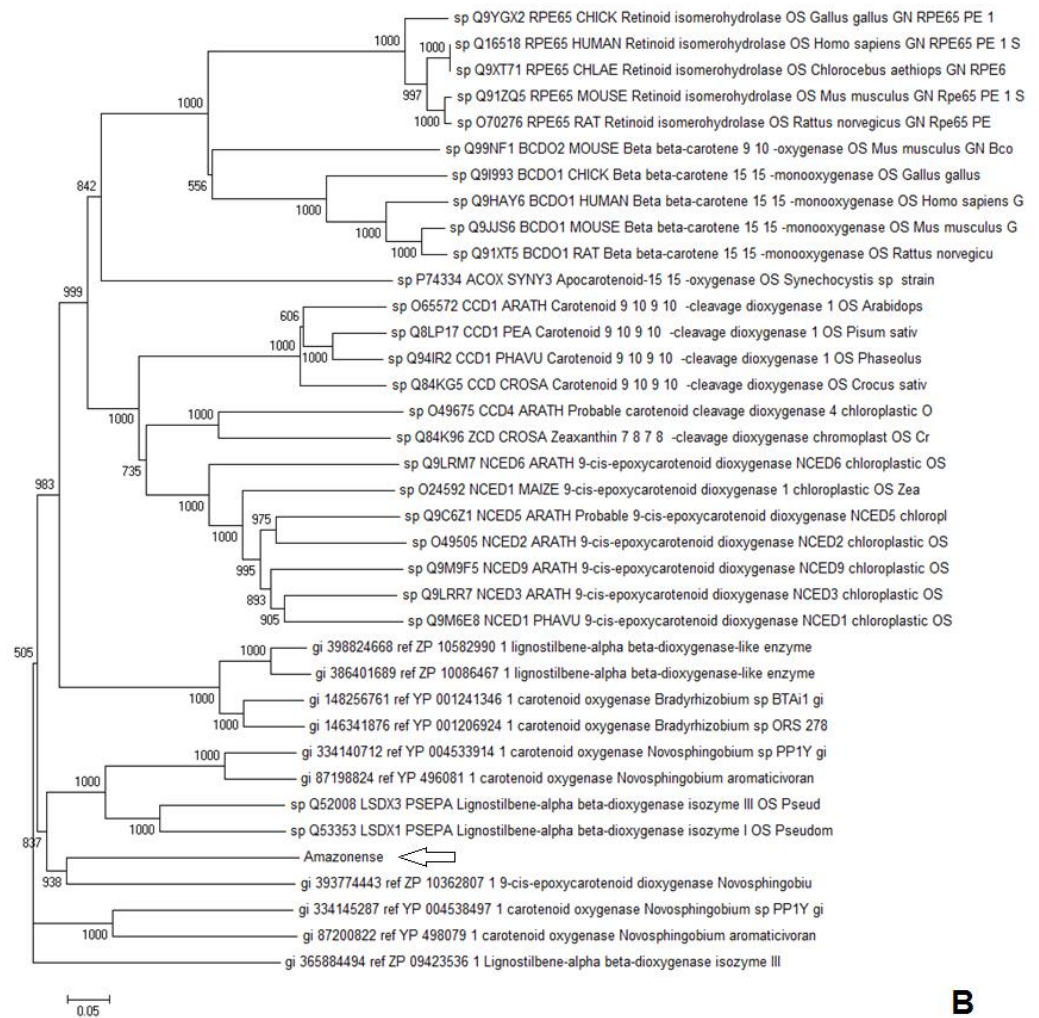 sp Q9YGX2 RPE65 CHICK Retinoid isomerohydrolase OS Gallus gallus GN RPE65 PE 1
1000
1000
sp Q16518 RPE65 HUMAN Retinoid isomerohydrolase OS Homo sapiens GN RPE65 PE 1 S
sp Q9XT71 RPE65 CHLAE Retinoid isomerohydrolase OS Chlorocebus aethiops GN RPE6
997
sp Q91ZQ5 RPE65 MOUSE Retinoid isomerohydrolase OS Mus musculus GN Rpe65 PE 1 S
1000
1000
sp O70276 RPE65 RAT Retinoid isomerohydrolase OS Rattus norvegicus GN Rpe65 PE
sp Q99NF1 BCDO2 MOUSE Beta beta-carotene 9 10 -oxygenase OS Mus musculus GN Bco
842
556
sp Q9I993 BCDO1 CHICK Beta beta-carotene 15 15 -monooxygenase OS Gallus gallus
1000
sp Q9HAY6 BCDO1 HUMAN Beta beta-carotene 15 15 -monooxygenase OS Homo sapiens G
1000
sp Q9JJS6 BCDO1 MOUSE Beta beta-carotene 15 15 -monooxygenase OS Mus musculus G
1000
sp Q91XT5 BCDO1 RAT Beta beta-carotene 15 15 -monooxygenase OS Rattus norvegicu
999
sp P74334 ACOX SYNY3 Apocarotenoid-15 15 -oxygenase OS Synechocystis sp strain
sp O65572 CCD1 ARATH Carotenoid 9 10 9 10 -cleavage dioxygenase 1 OS Arabidops
606
sp Q8LP17 CCD1 PEA Carotenoid 9 10 9 10 -cleavage dioxygenase 1 OS Pisum sativ
1000
1000
sp Q94IR2 CCD1 PHAVU Carotenoid 9 10 9 10 -cleavage dioxygenase 1 OS Phaseolus
sp Q84KG5 CCD CROSA Carotenoid 9 10 9 10 -cleavage dioxygenase OS Crocus sativ
1000
1000
sp O49675 CCD4 ARATH Probable carotenoid cleavage dioxygenase 4 chloroplastic O
sp Q84K96 ZCD CROSA Zeaxanthin 7 8 7 8 -cleavage dioxygenase chromoplast OS Cr
735
sp Q9LRM7 NCED6 ARATH 9-cis-epoxycarotenoid dioxygenase NCED6 chloroplastic OS
983
1000
sp O24592 NCED1 MAIZE 9-cis-epoxycarotenoid dioxygenase 1 chloroplastic OS Zea
975
sp Q9C6Z1 NCED5 ARATH Probable 9-cis-epoxycarotenoid dioxygenase NCED5 chloropl
1000
sp O49505 NCED2 ARATH 9-cis-epoxycarotenoid dioxygenase NCED2 chloroplastic OS
995
sp Q9M9F5 NCED9 ARATH 9-cis-epoxycarotenoid dioxygenase NCED9 chloroplastic OS
893
sp Q9LRR7 NCED3 ARATH 9-cis-epoxycarotenoid dioxygenase NCED3 chloroplastic OS
905
sp Q9M6E8 NCED1 PHAVU 9-cis-epoxycarotenoid dioxygenase NCED1 chloroplastic OS
505
1000
gi 398824668 ref ZP 10582990 1 lignostilbene-alpha beta-dioxygenase-like enzyme
gi 386401689 ref ZP 10086467 1 lignostilbene-alpha beta-dioxygenase-like enzyme
1000
gi 148256761 ref YP 001241346 1 carotenoid oxygenase Bradyrhizobium sp BTAi1 gi
1000
gi 146341876 ref YP 001206924 1 carotenoid oxygenase Bradyrhizobium sp ORS 278
1000
gi 334140712 ref YP 004533914 1 carotenoid oxygenase Novosphingobium sp PP1Y gi
1000
gi 87198824 ref YP 496081 1 carotenoid oxygenase Novosphingobium aromaticivoran
sp Q52008 LSDX3 PSEPA Lignostilbene-alpha beta-dioxygenase isozyme III OS Pseud
1000
sp Q53353 LSDX1 PSEPA Lignostilbene-alpha beta-dioxygenase isozyme I OS Pseudom
837
Amazonense
938
gi 393774443 ref ZP 10362807 1 9-cis-epoxycarotenoid dioxygenase Novosphingobiu
gi 334145287 ref YP 004538497 1 carotenoid oxygenase Novosphingobium sp PP1Y gi
1000
gi 87200822 ref YP 498079 1 carotenoid oxygenase Novosphingobium aromaticivoran
gi 365884494 ref ZP 09423536 1 Lignostilbene-alpha beta-dioxygenase isozyme III
0.05
B